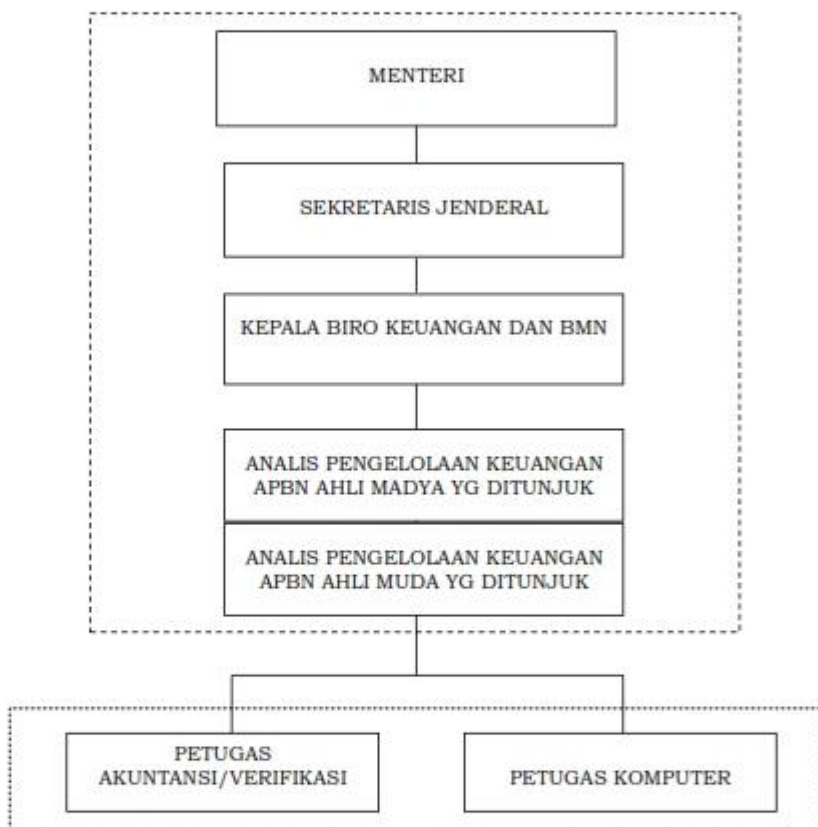 MENTERI
SEKRETARIS JENDERAL
KEPALA BIRO KEUANGAN DAN BMN
ANALIS PENGELOLAAN KEUANGAN
APBN AHLI MADYA YG DITUNJUK
ANALIS PENGELOLAAN KEUANGAN
APBN AHLI MUDA YG DITUNJUK
PETUGAS
AKUNTANSI/VERIFIKASI
PETUGAS KOMPUTER